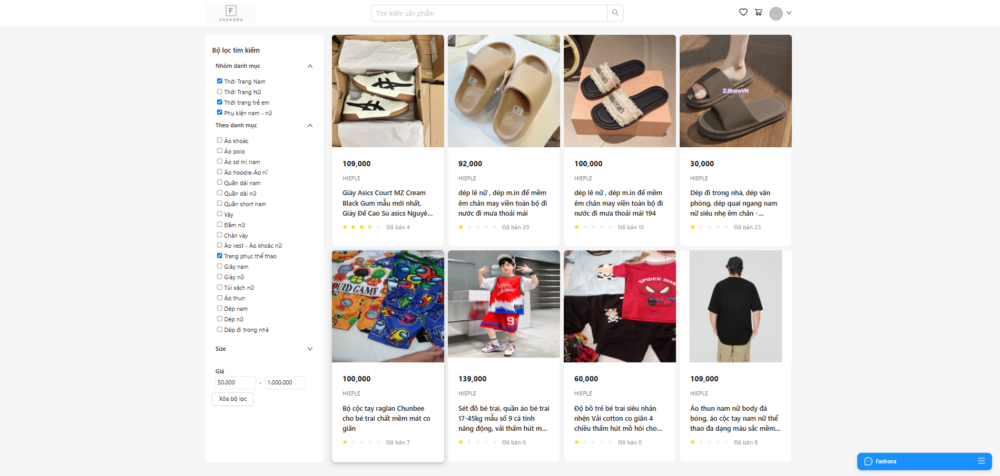 F
FASHORA
Tìm kiếm sản phẩm
Bộ lọc tìm kiếm
Nhóm danh mục
Thời Trang Nam
Thời Trang Nữ
Thời trang trẻ em
Phụ kiện nam - nữ
Theo danh mục
Áo khoác
Áo polo
Áo sơ mi nam
Áo hoodie-Áo nỉ
Quần dài nam
Quần dài nữ
Quần short nam
Váy
Đầm nữ
Chân váy
Áo vest - Áo khoác nữ
Trang phục thể thao
Giày nam
Giày nữ
Túi xách nữ
Áo thun
Dép nam
Dép nữ
Dép đi trong nhà
Size
Giá
50.000 - 1.000.000
Xóa bộ lọc
109,000
HIEPLE
Giày Asics Court MZ Cream
Black Gum mẫu mới nhất,
Giày Đế Cao Su asics Nguyê...
Đã bán 4
92,000
HIEPLE
dép lê nữ , dép m.in đế mềm
êm chân may viền toàn bộ đi
nước đi mưa thoải mái
Đã bán 20
100,000
HIEPLE
dép lê nữ , dép m.in đế mềm
êm chân may viền toàn bộ đi
nước đi mưa thoải mái 194
Đã bán 15
Z.StoreVN
30,000
HIEPLE
Dép đi trong nhà, dép văn
phòng, dép quai ngang nam
nữ siêu nhẹ êm chân -...
Đã bán 23
UID GAME
100,000
HIEPLE
Bộ cộc tay raglan Chunbee
cho bé trai chất mềm mát co
giãn
Đã bán 7
9
139,000
HIEPLE
Sét đồ bé trai, quần áo bé trai
17-45kg mẫu số 9 cá tính
năng động, vải thấm hút m...
Đã bán 0
SPIDER MAN
60,000
HIEPLE
Độ bồ trẻ bé trai siêu nhân
nhện Vải cotton co giãn 4
chiều thấm hút mồ hôi cho...
Đã bán 0
109,000
HIEPLE
Áo thun nam nữ body đá
bóng, áo cộc tay nam nữ thể
thao đa dạng màu sắc mềm...
Đã bán 8
Fashora